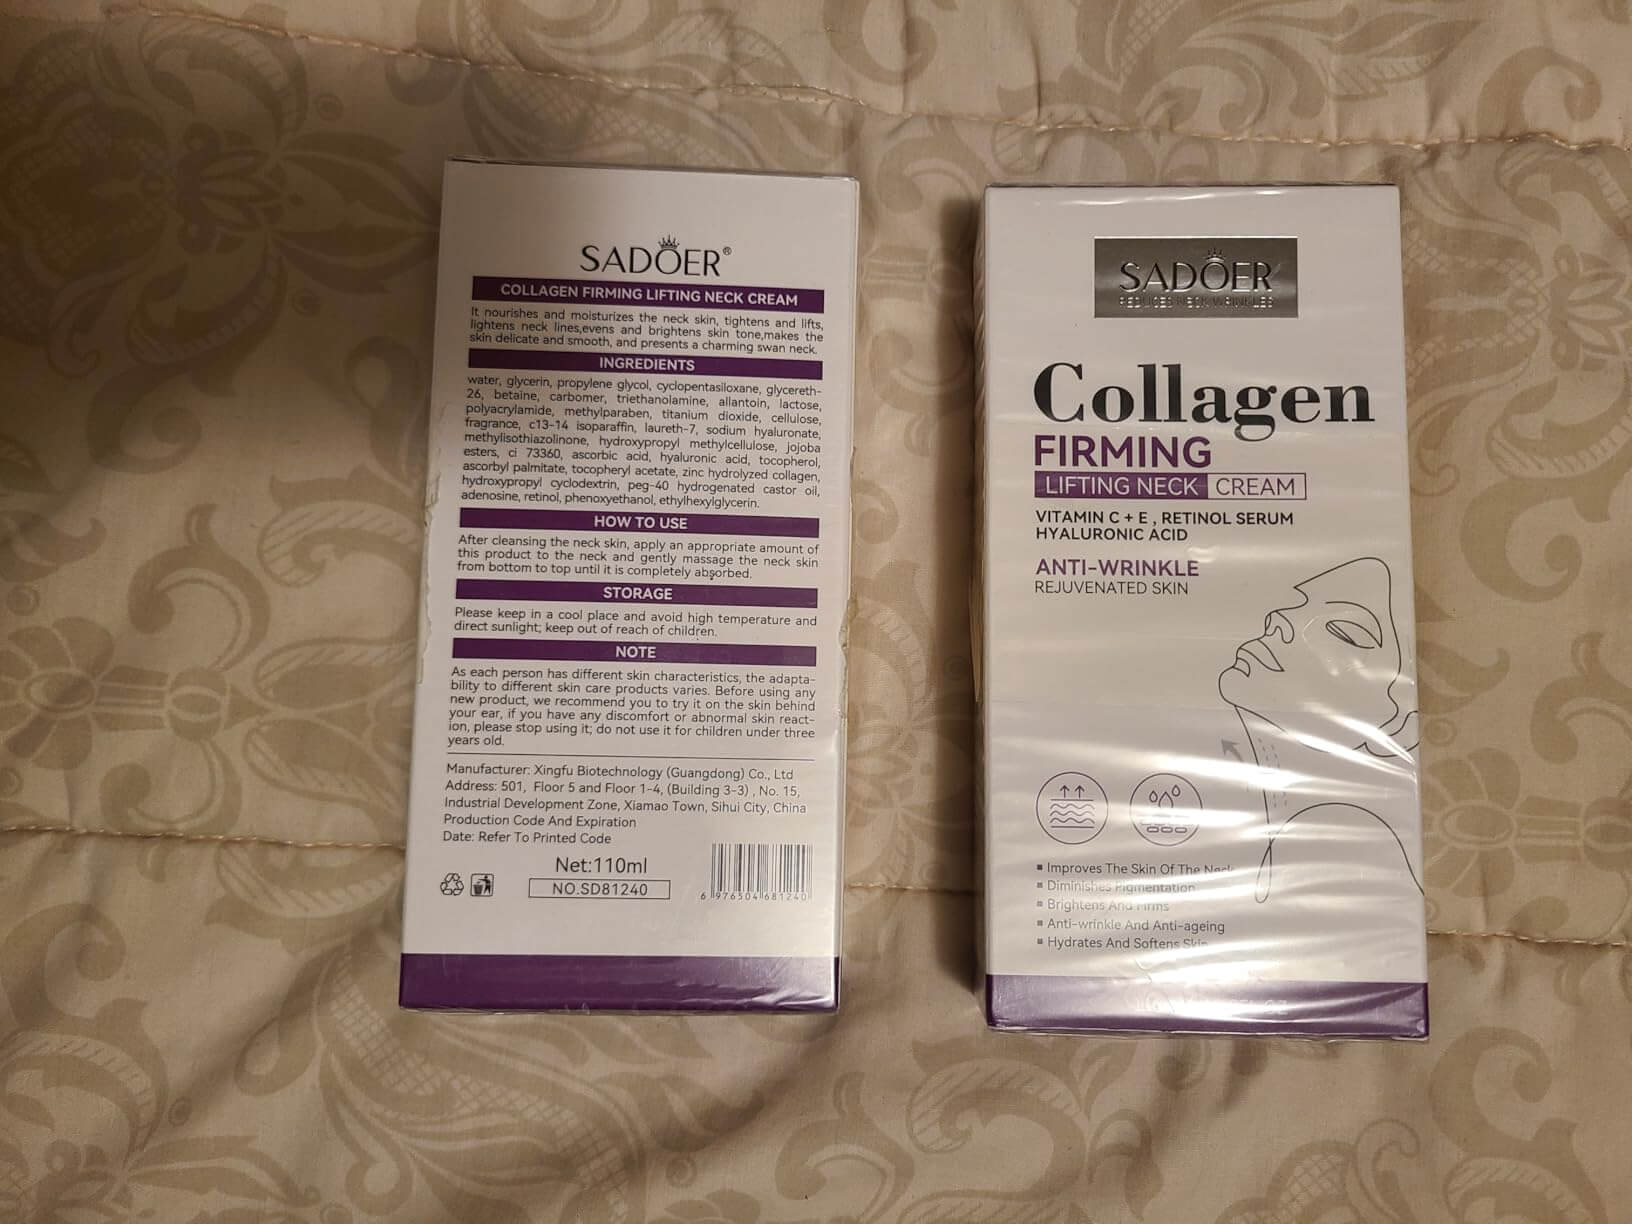 SADOER®
COLLAGEN FIRMING LIFTING NECK CREAM
It nourishes and moisturizes the neck skin, tightens and lifts,
lightens neck lines,evens and brightens skin tone,makes the
skin delicate and smooth, and presents a charming swan neck.
INGREDIENTS
water, glycerin, propylene glycol, cyclopentasiloxane, glycereth-
26, betaine, carbomer, triethanolamine, allantoin, lactose,
polyacrylamide, methylparaben, titanium dioxide, cellulose,
fragrance, c13-14 isoparaffin, laureth-7, sodium hyaluronate,
methylisothiazolinone, hydroxypropyl methylcellulose, jojoba
esters, ci 73360, ascorbic acid, hyaluronic acid, tocopherol,
ascorbyl palmitate, tocopheryl acetate, zinc hydrolyzed collagen,
hydroxypropyl cyclodextrin, peg-40 hydrogenated castor oil,
adenosine, retinol, phenoxyethanol, ethylhexylglycerin.
HOW TO USE
After cleansing the neck skin, apply an appropriate amount of
this product to the neck and gently massage the neck skin
from bottom to top until it is completely absorbed.
STORAGE
Please keep in a cool place and avoid high temperature and
direct sunlight; keep out of reach of children.
NOTE
As each person has different skin characteristics, the adapta-
bility to different skin care products varies. Before using any
new product, we recommend you to try it on the skin behind
your ear, if you have any discomfort or abnormal skin react-
ion, please stop using it; do not use it for children under three
years old.
Manufacturer: Xingfu Biotechnology (Guangdong) Co., Ltd
Address: 501, Floor 5 and Floor 1-4, (Building 3-3) , No. 15,
Industrial Development Zone, Xiamao Town, Sihui City, China
Production Code And Expiration
Date: Refer To Printed Code
Net:110ml
NO.SD81240
6 976504 681240
SADOER
REDUCES NECK WRINKLES
Collagen
FIRMING
LIFTING NECK CREAM
VITAMIN C + E , RETINOL SERUM
HYALURONIC ACID
ANTI-WRINKLE
REJUVENATED SKIN
Improves The Skin Of The Neck
Diminishes Pigmentation
Brightens And Firms
Anti-wrinkle And Anti-ageing
Hydrates And Softens Skin